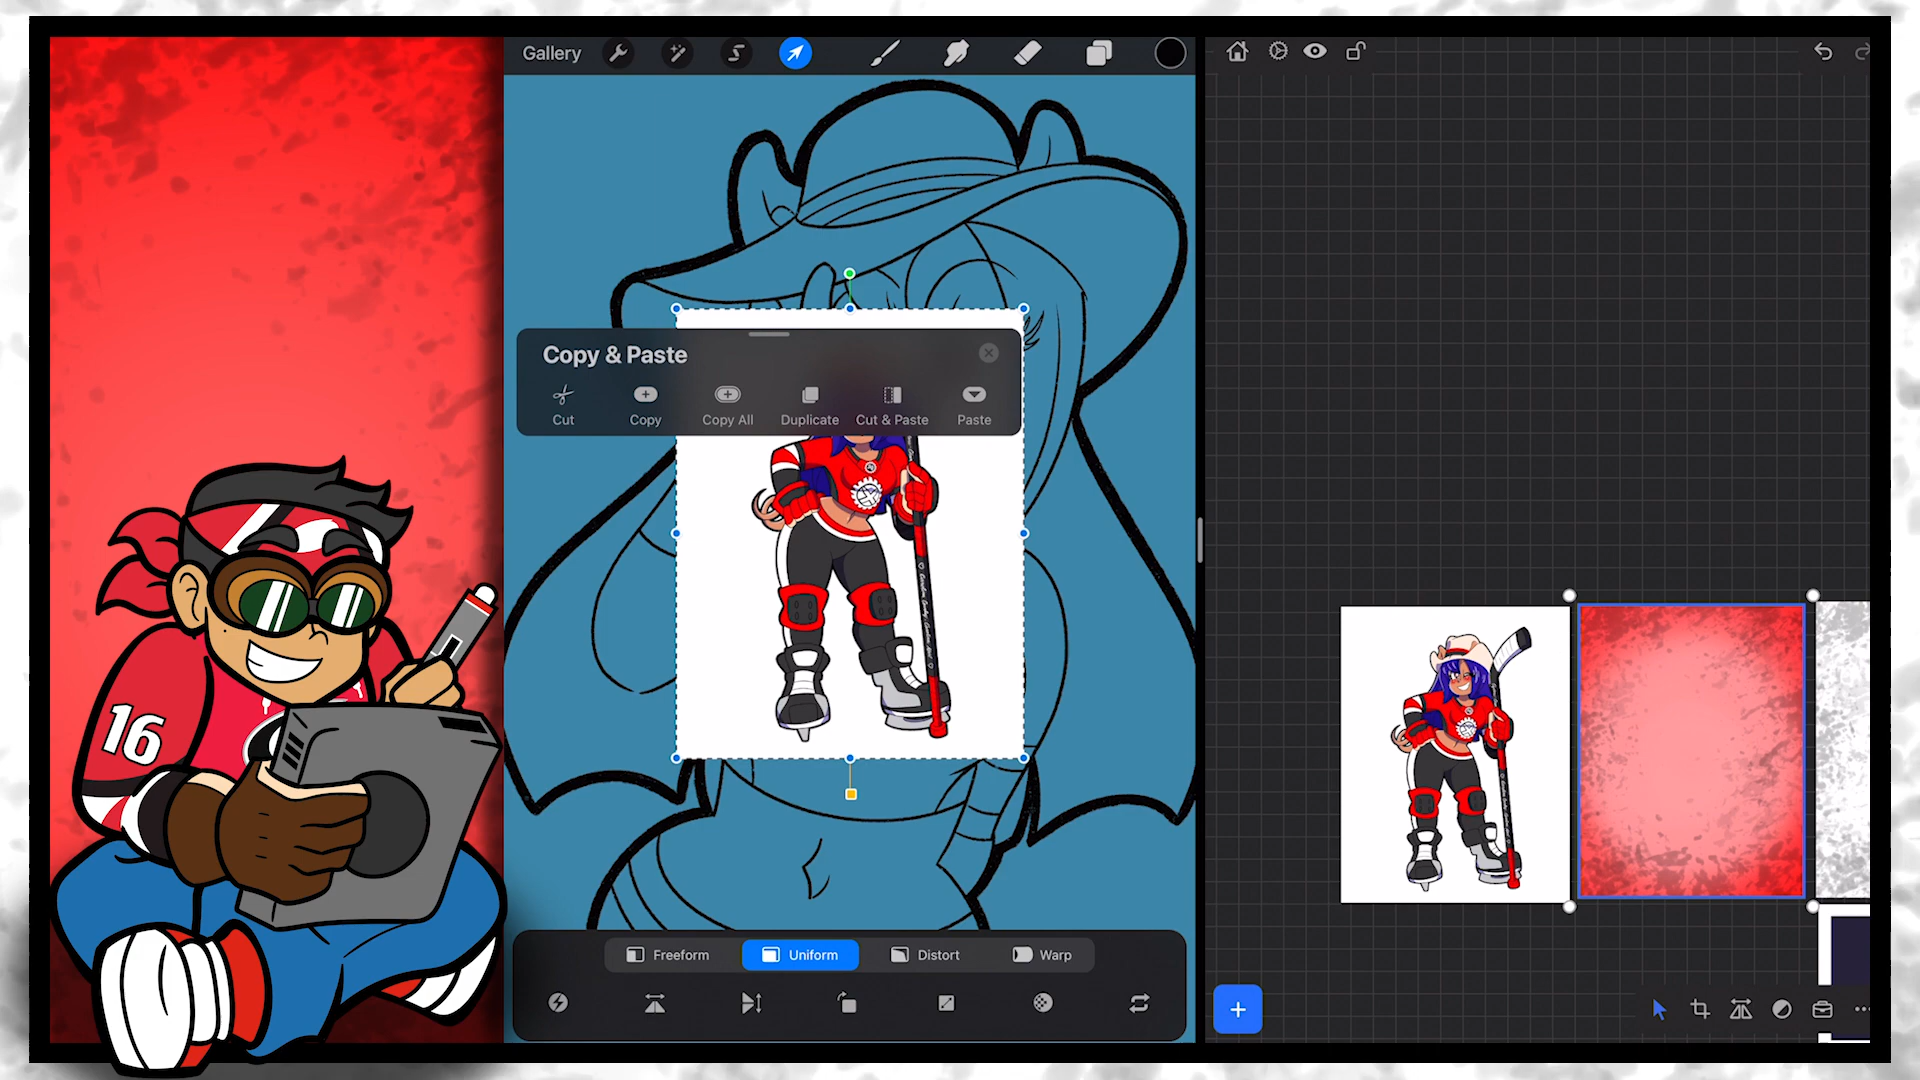 Gallery
Copy & Paste
Cut
Copy
Copy All
Duplicate
Cut & Paste
Paste
16
Freeform
Uniform
Distort
Warp